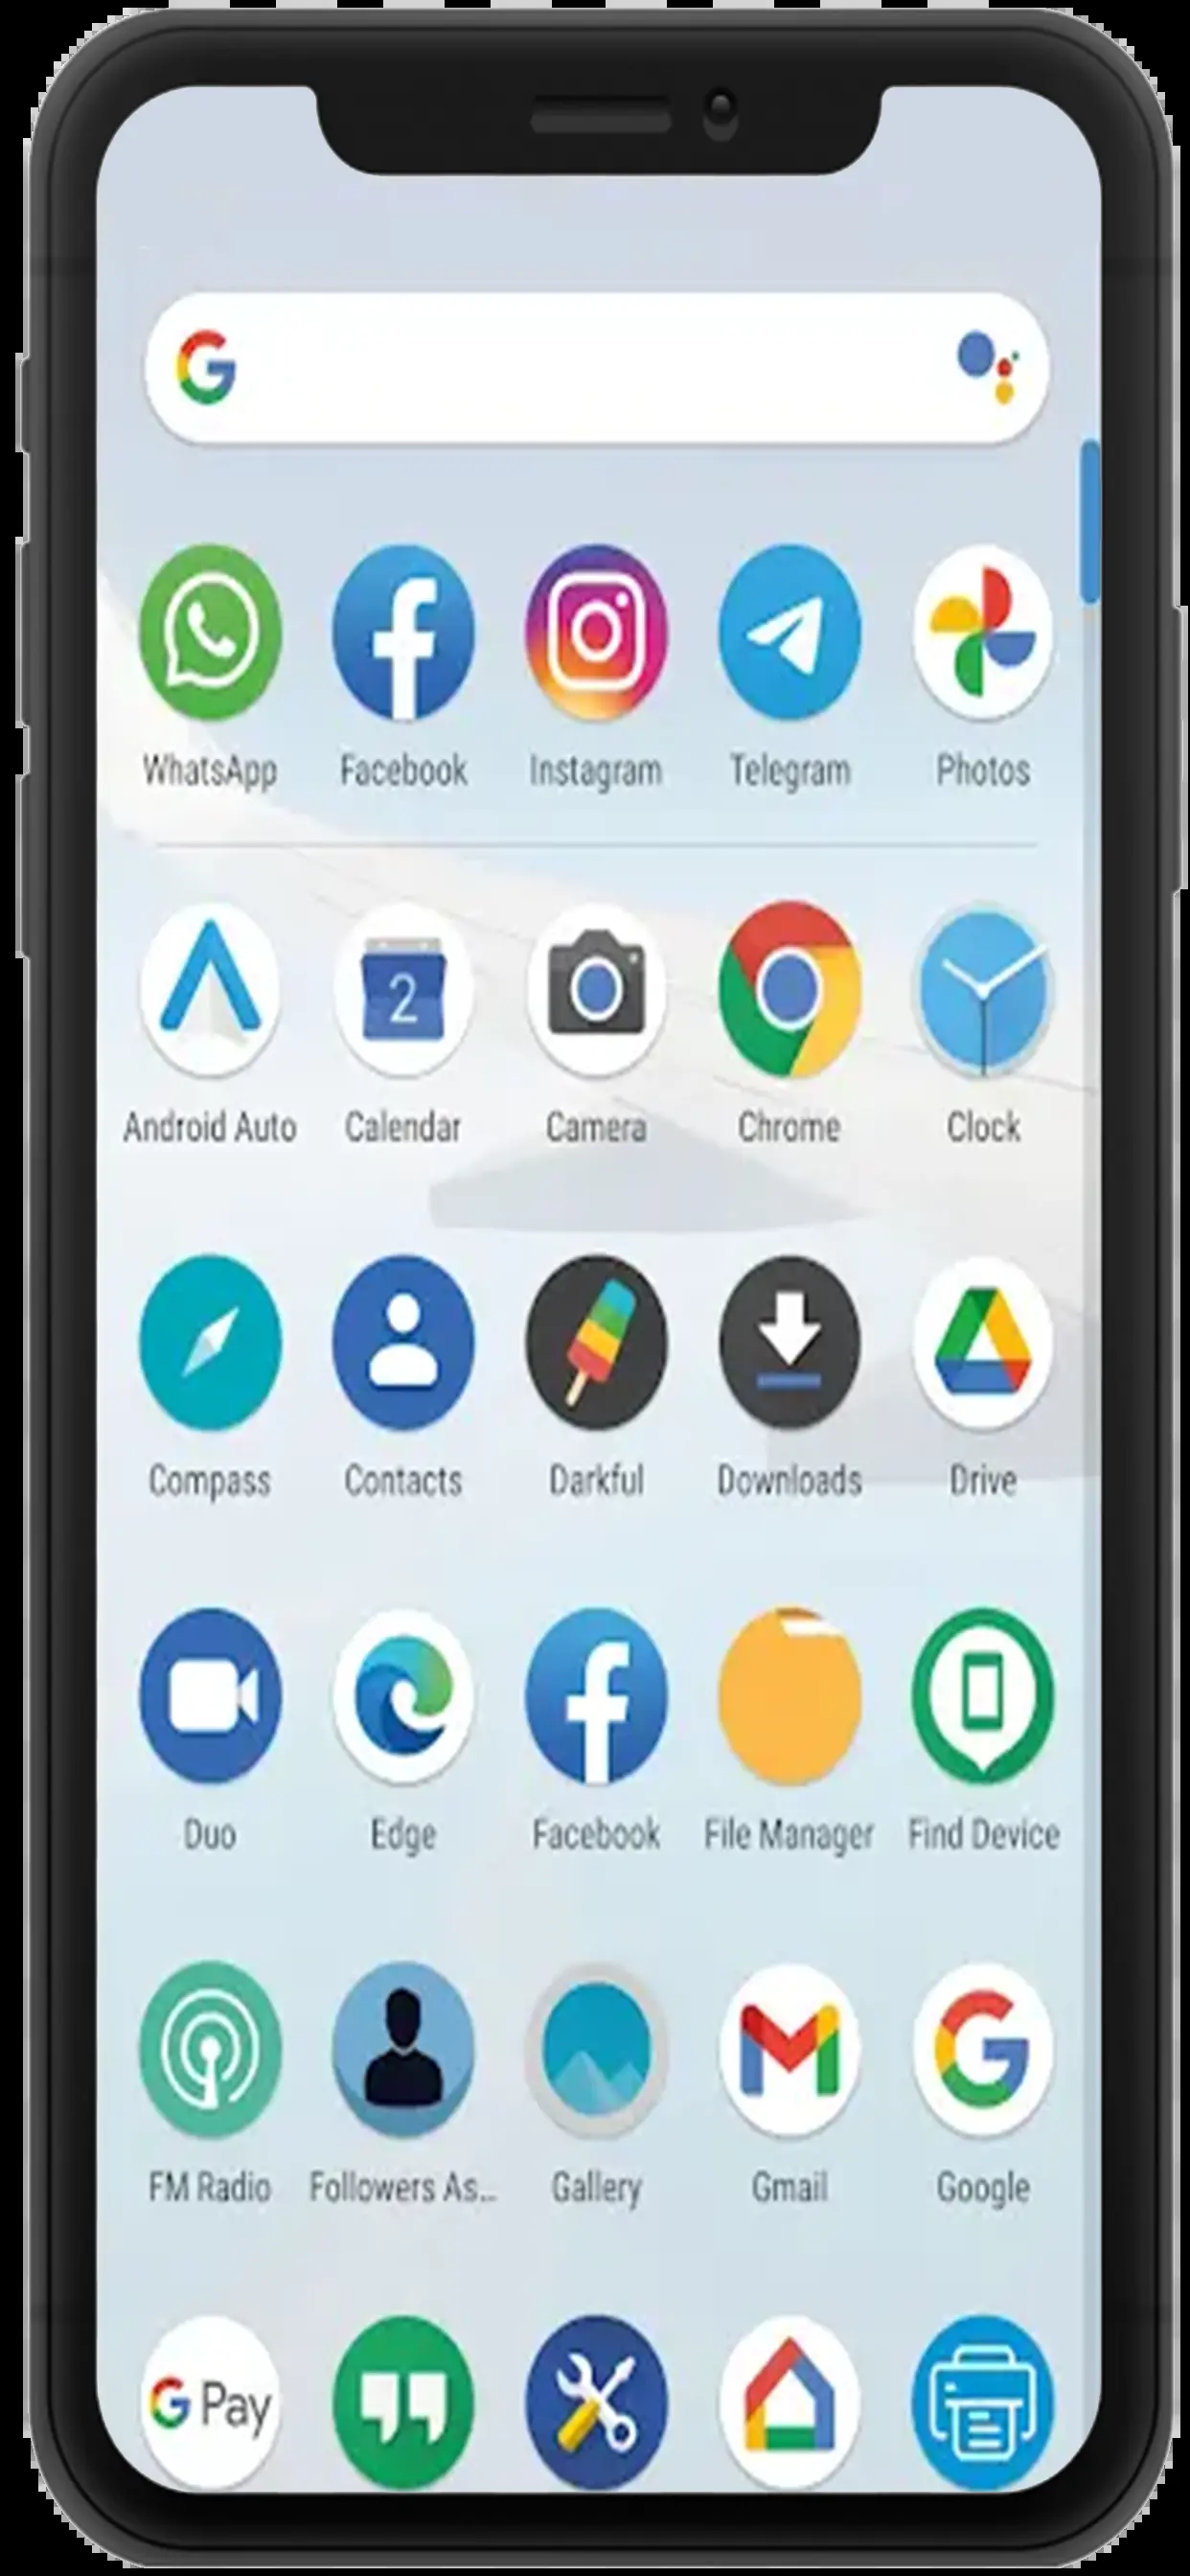 WhatsApp Facebook Instagram Telegram Photos
2
Android Auto Calendar Camera Chrome Clock
Compass Contacts Darkful Downloads Drive
Duo Edge Facebook File Manager Find Device
FM Radio Followers As... Gallery Gmail Google
G Pay